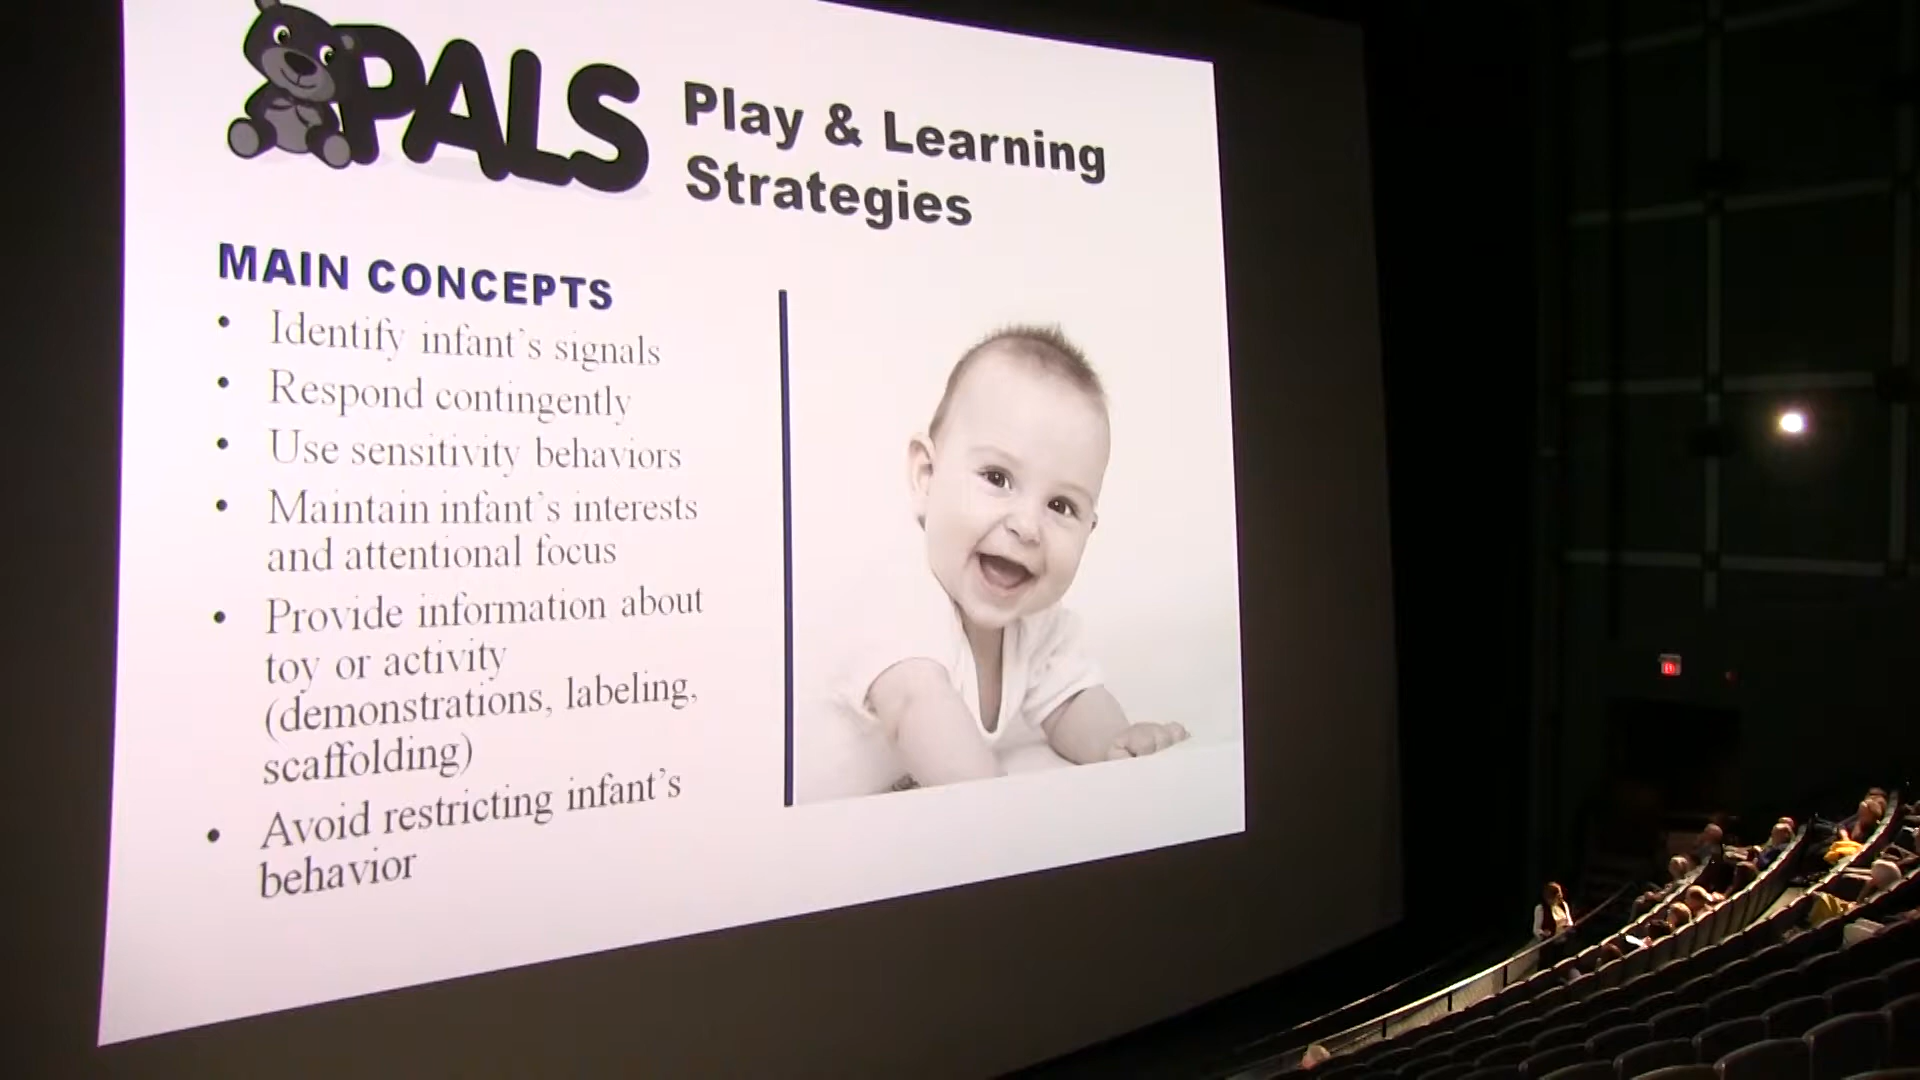 PALS
Play & Learning
Strategies
MAIN CONCEPTS
• Identify infant's signals
• Respond contingently
• Use sensitivity behaviors
• Maintain infant's interests
and attentional focus
• Provide information about
toy or activity
(demonstrations, labeling,
scaffolding)
• Avoid restricting infant's
behavior